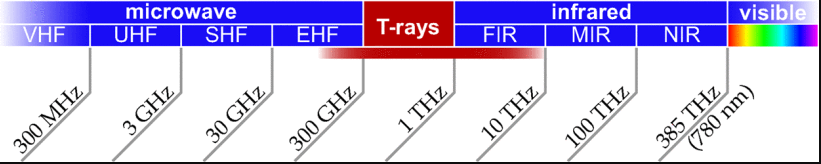 microwave T-rays infrared visible
VHF UHF SHF EHF FIR MIR NIR
300 MHz 3 GHz 30 GHz 300 GHz 1 THz 10 THz 100 THz 385 THz
(780 nm)